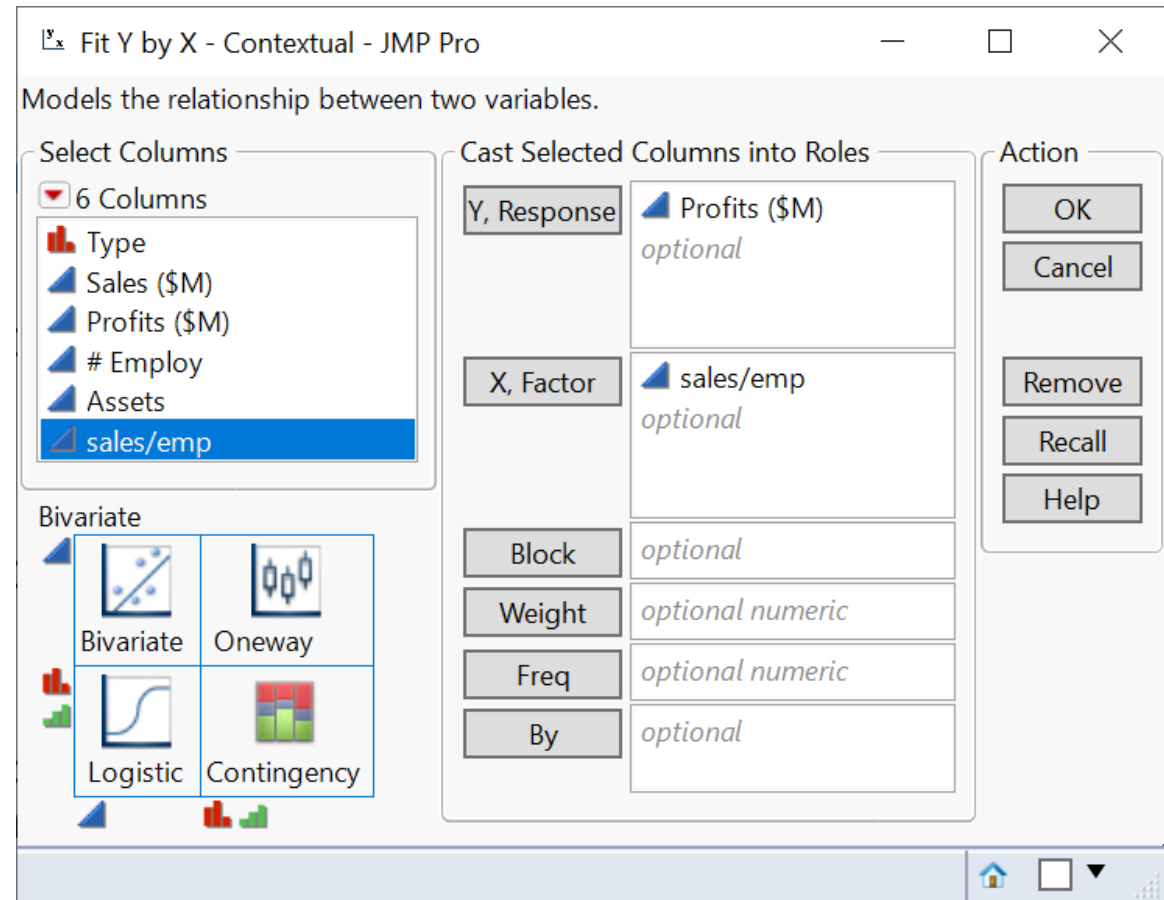 Fit Y by X - Contextual - JMP Pro
Models the relationship between two variables.
Select Columns
6 Columns
Type
Sales ($M)
Profits ($M)
# Employ
Assets
sales/emp
Bivariate
Bivariate
Oneway
Logistic
Contingency
Cast Selected Columns into Roles
Y, Response
Profits ($M)
optional
X, Factor
sales/emp
optional
Block
optional
Weight
optional numeric
Freq
optional numeric
By
optional
Action
OK
Cancel
Remove
Recall
Help